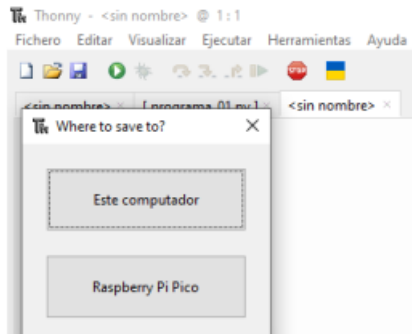 Thonny - <sin nombre> @ 1:1
Fichero Editar Visualizar Ejecutar Herramientas Ayuda
STOP
<sin nombre> × [ programa_01.py ] × <sin nombre> ×
Where to save to? ×
Este computador
Raspberry Pi Pico